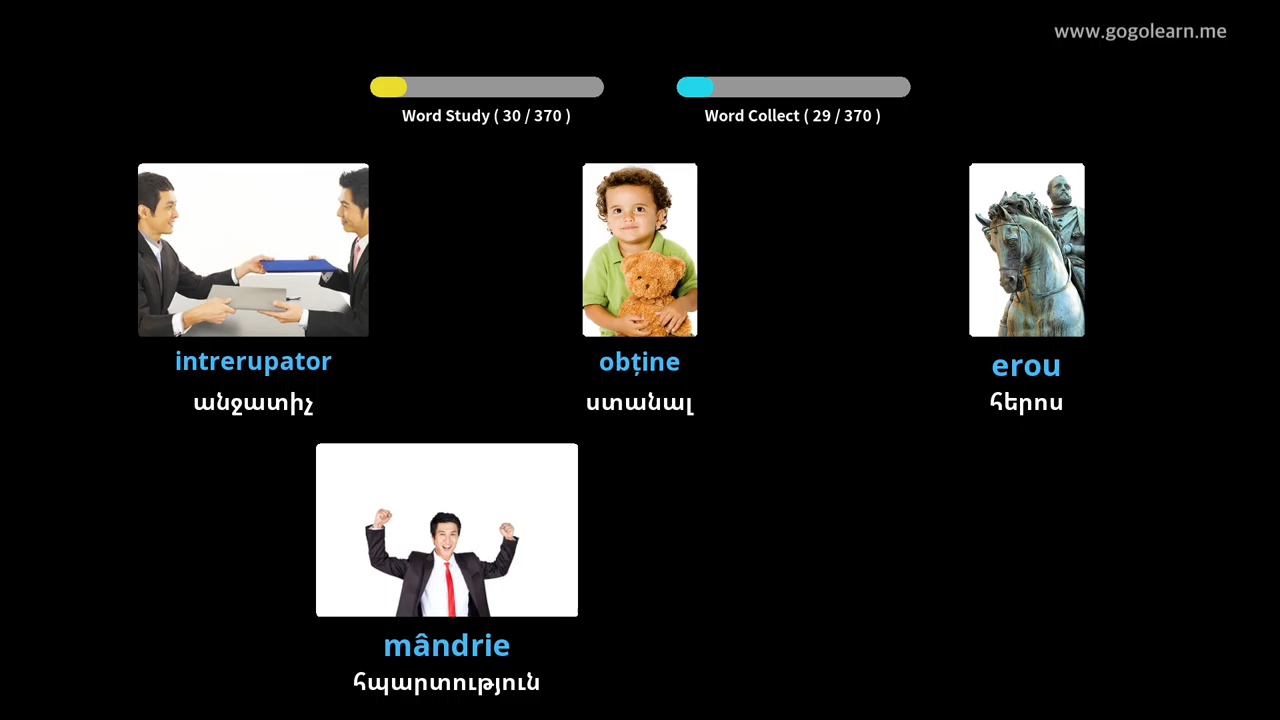 www.gogolearn.me
Word Study ( 30 / 370 )
Word Collect ( 29 / 370 )
intrerupator
անջատիչ
obține
ստանալ
erou
հերոս
mândrie
հպարտություն